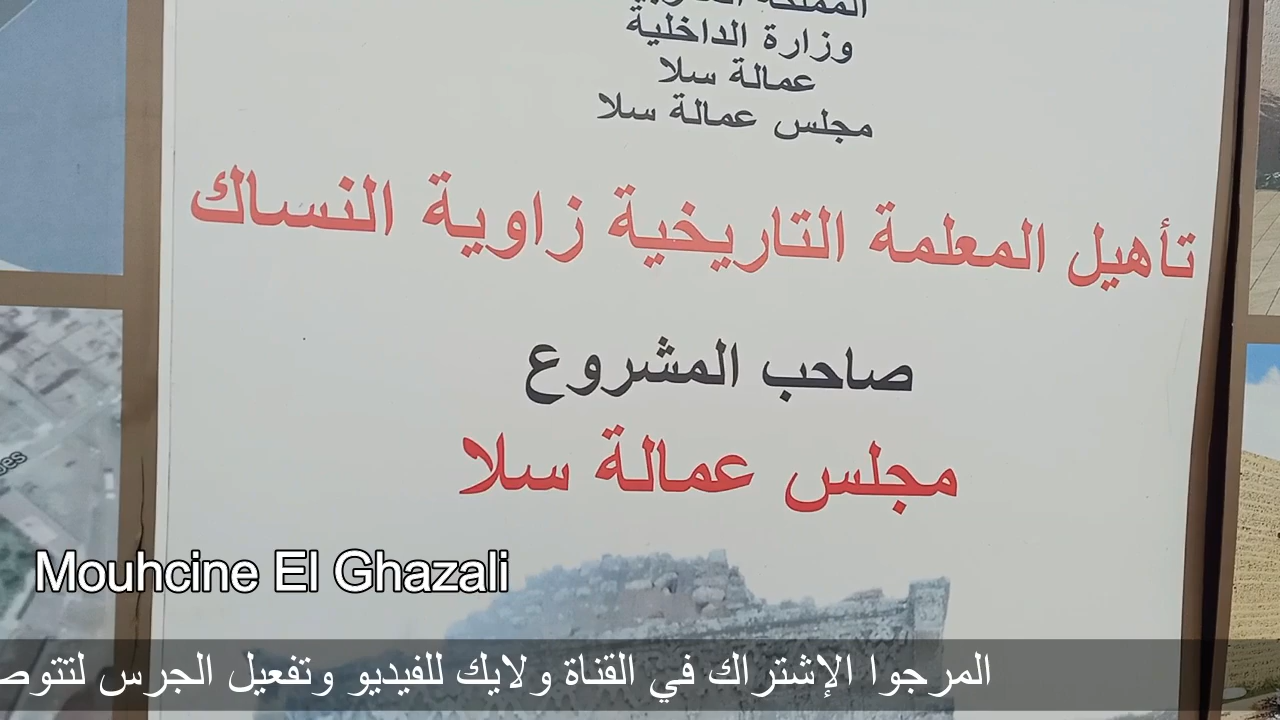 وزارة الداخلية
عمالة سلا
مجلس عمالة سلا
تأهيل المعلمة التاريخية زاوية النساك
صاحب المشروع
مجلس عمالة سلا
Mouhcine El Ghazali
المرجوا الإشتراك في القناة ولايك للفيديو وتفعيل الجرس